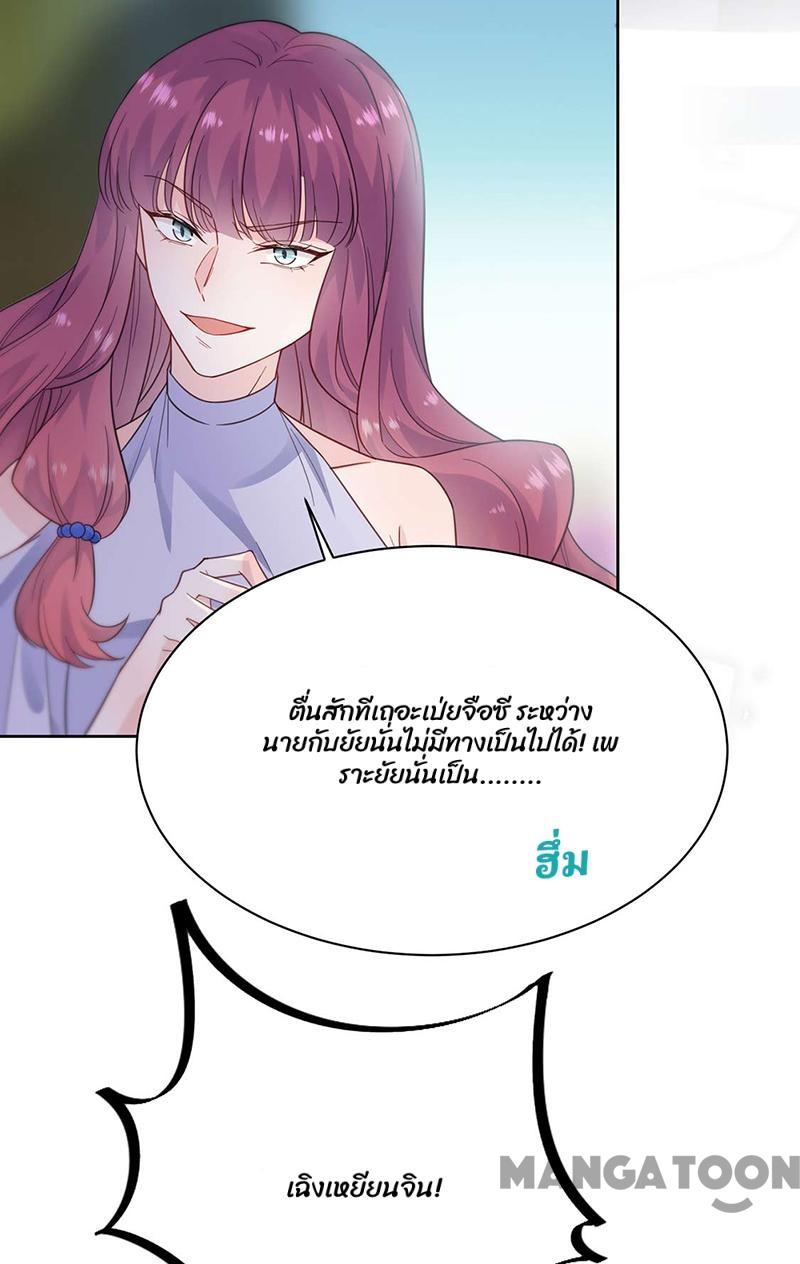 ตื่นสักทีเถอะเป่ยจือซี ระหว่าง
นายกับยัยนั่นไม่มีทางเป็นไปได้! เพ
ราะยัยนั่นเป็น........
ฮึ่ม
เฉิงเหยียนจิน!
MANGATOON